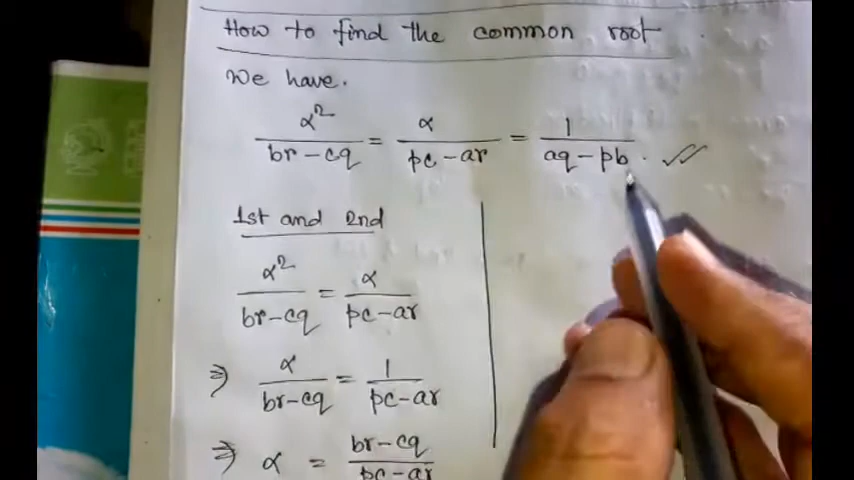 How to find the common root
We have.
α² / br - cq = α / pc - ar = 1 / aq - pb .
1st and 2nd
α² / br - cq = α / pc - ar
⇒ α / br - cq = 1 / pc - ar
⇒ α = br - cq / pc - ar